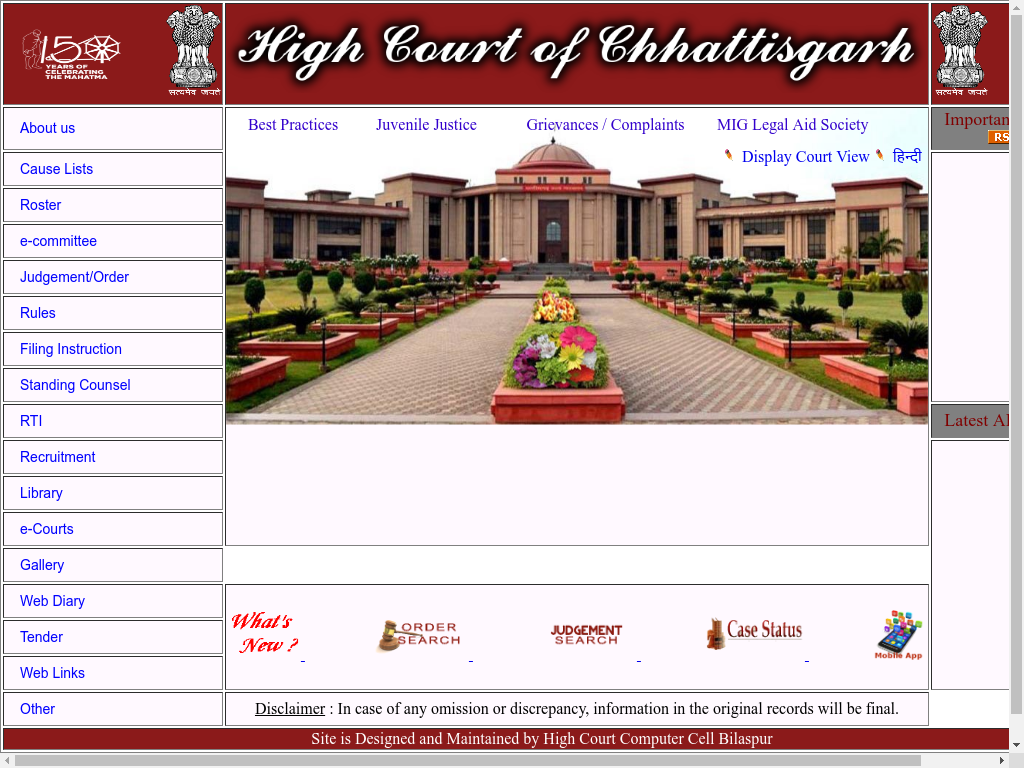 150
YEARS OF
CELEBRATING
THE MAHATMA
सत्यमेव जयते
High Court of Chhattisgarh
सत्यमेव जयते
About us
Cause Lists
Roster
e-committee
Judgement/Order
Rules
Filing Instruction
Standing Counsel
RTI
Recruitment
Library
e-Courts
Gallery
Web Diary
Tender
Web Links
Other
Best Practices Juvenile Justice Grievances / Complaints MIG Legal Aid Society
Display Court View हिन्दी
What's
New ?
ORDER
SEARCH
JUDGEMENT
SEARCH
Case Status
Mobile App
Disclaimer : In case of any omission or discrepancy, information in the original records will be final.
Importan
RS
Latest A
Site is Designed and Maintained by High Court Computer Cell Bilaspur